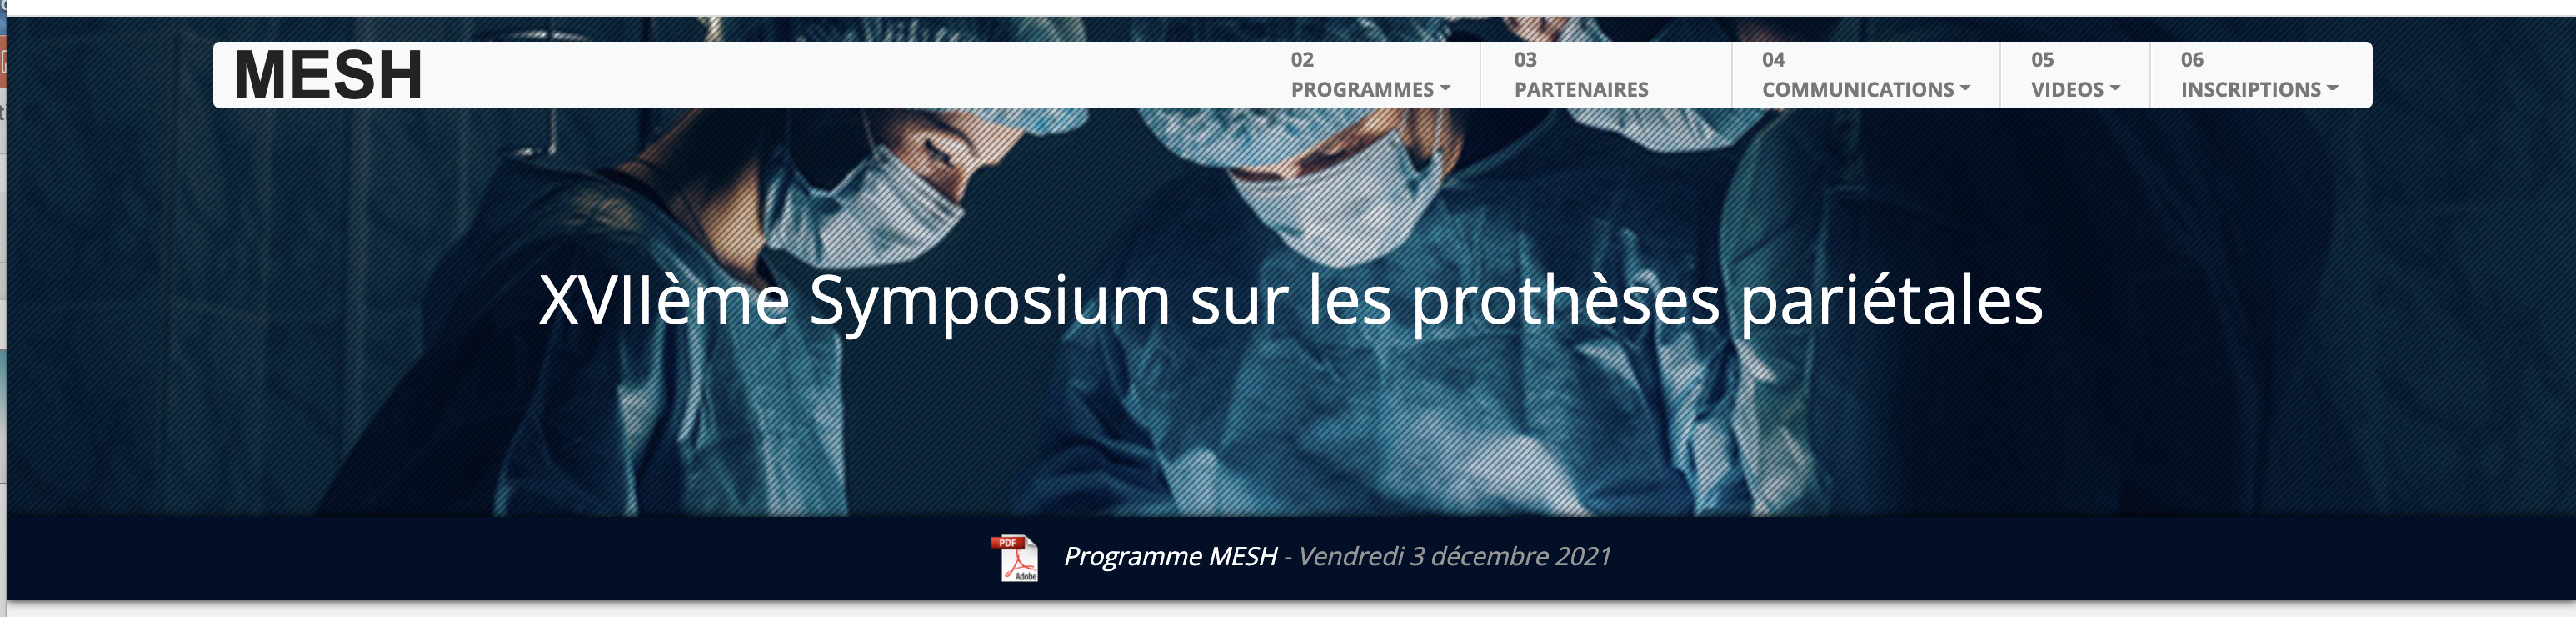 MESH
02
PROGRAMMES
03
PARTENAIRES
04
COMMUNICATIONS
05
VIDEOS
06
INSCRIPTIONS
XVIIème Symposium sur les prothèses pariétales
PDF
Adobe
Programme MESH - Vendredi 3 décembre 2021